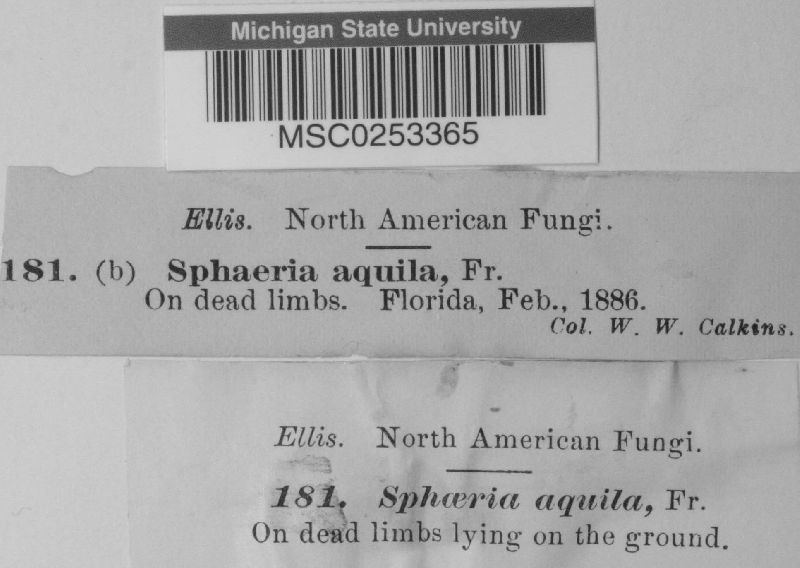 Michigan State University
MSC0253365
Ellis. North American Fungi.
181. (b) Sphaeria aquila, Fr.
On dead limbs. Florida, Feb., 1886.
Col. W. W. Calkins.
Ellis. North American Fungi.
181. Sphæria aquila, Fr.
On dead limbs lying on the ground.